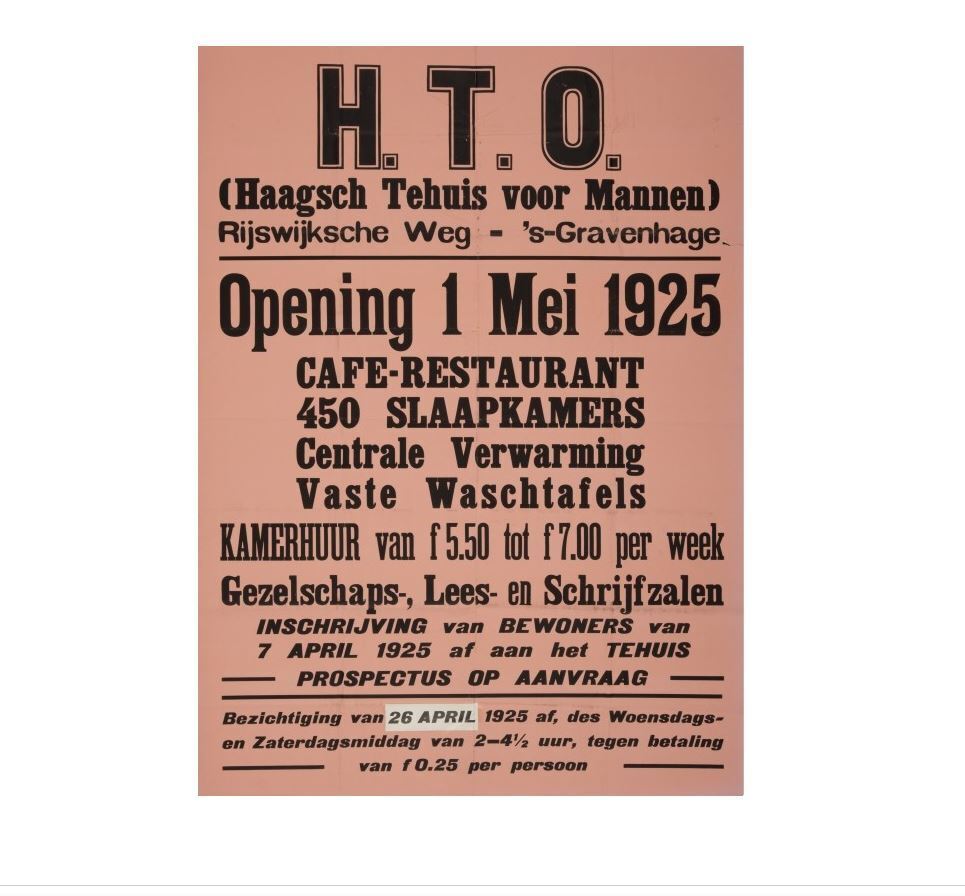 H. T. O.
(Haagsch Tehuis voor Mannen)
Rijswijksche Weg - 's-Gravenhage.
Opening 1 Mei 1925
CAFE-RESTAURANT
450 SLAAPKAMERS
Centrale Verwarming
Vaste Waschtafels
KAMERHUUR van f 5.50 tot f 7.00 per week
Gezelschaps-, Lees- en Schrijfzalen
INSCHRIJVING van BEWONERS van
7 APRIL 1925 af aan het TEHUIS
PROSPECTUS OP AANVRAAG
Bezichtiging van 26 APRIL 1925 af, des Woensdags-
en Zaterdagsmiddag van 2–4½ uur, tegen betaling
van f 0.25 per persoon